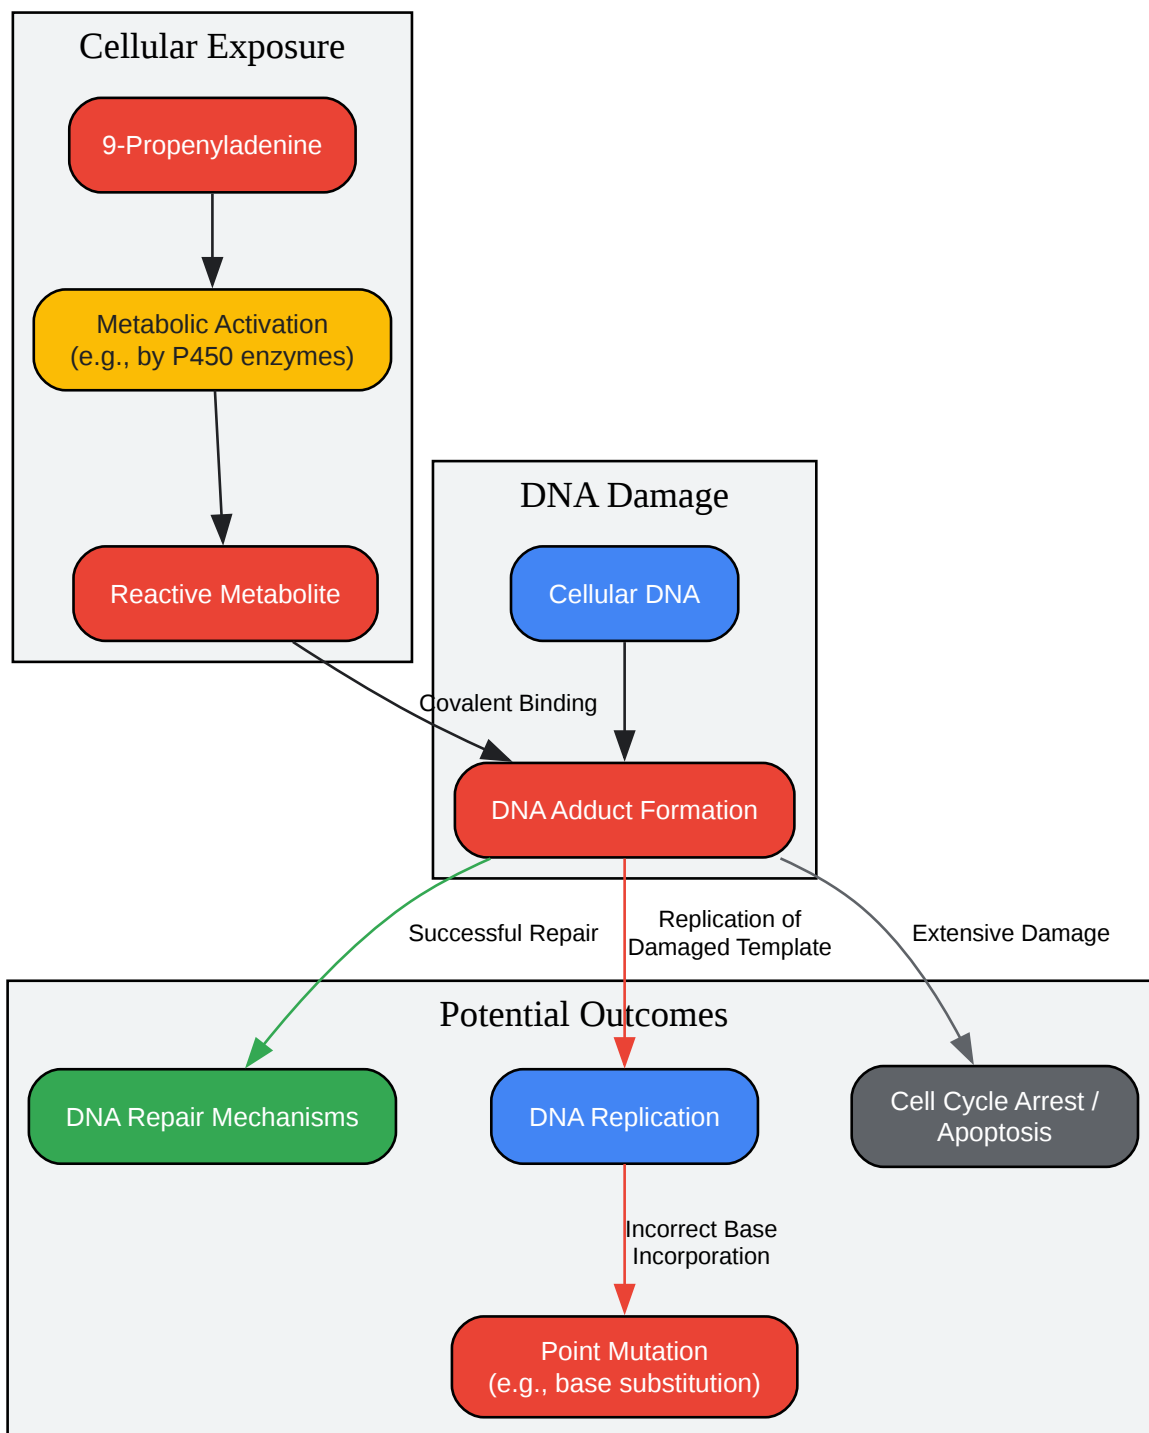 Cellular Exposure
9-Propenyladenine
Metabolic Activation
(e.g., by P450 enzymes)
DNA Damage
Reactive Metabolite
Cellular DNA
Covalent Binding
DNA Adduct Formation
Successful Repair
Replication of
Damaged Template
Extensive Damage
Potential Outcomes
DNA Repair Mechanisms
DNA Replication
Cell Cycle Arrest /
Apoptosis
Incorrect Base
Incorporation
Point Mutation
(e.g., base substitution)